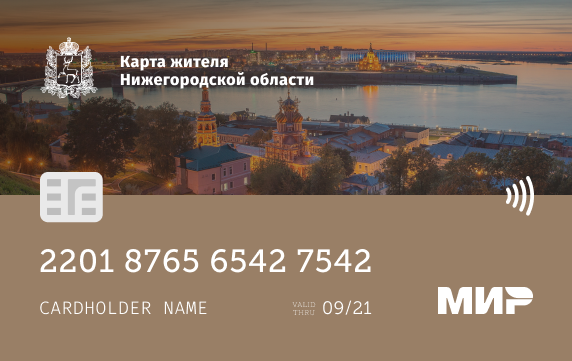 Карта жителя
Нижегородской области
2201 8765 6542 7542
CARDHOLDER NAME
VALID
THRU 09/21
МИР